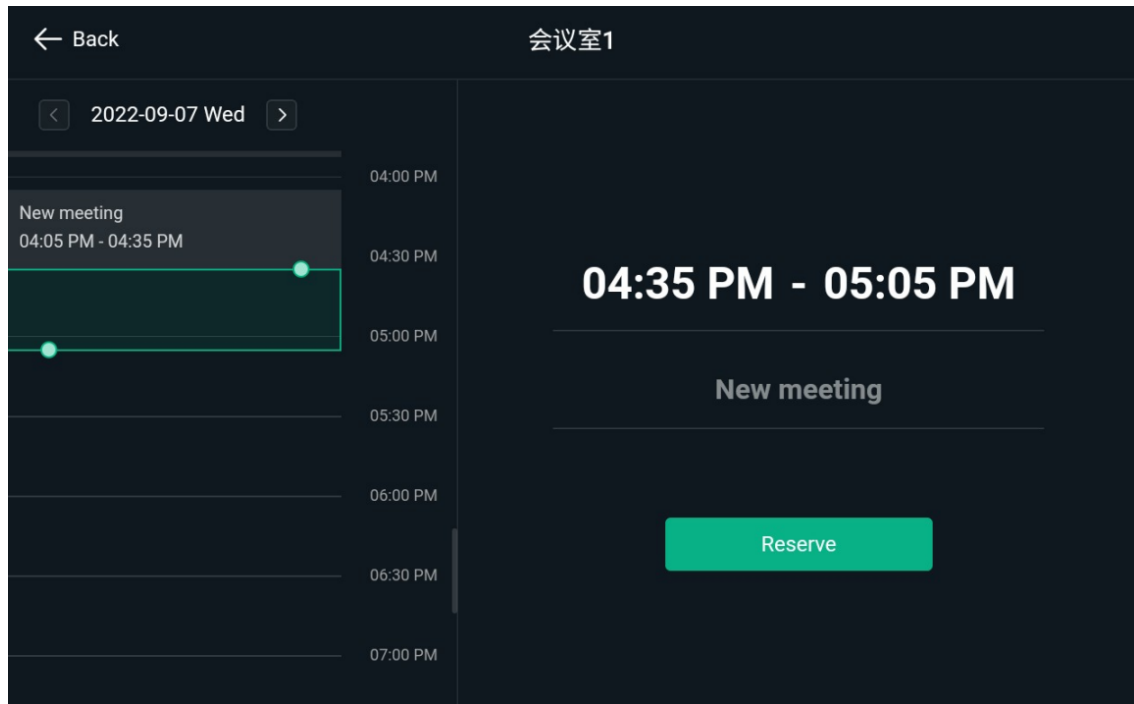 Back
会议室1
2022-09-07 Wed
04:00 PM
New meeting
04:05 PM - 04:35 PM
04:30 PM
05:00 PM
05:30 PM
06:00 PM
06:30 PM
07:00 PM
04:35 PM - 05:05 PM
New meeting
Reserve